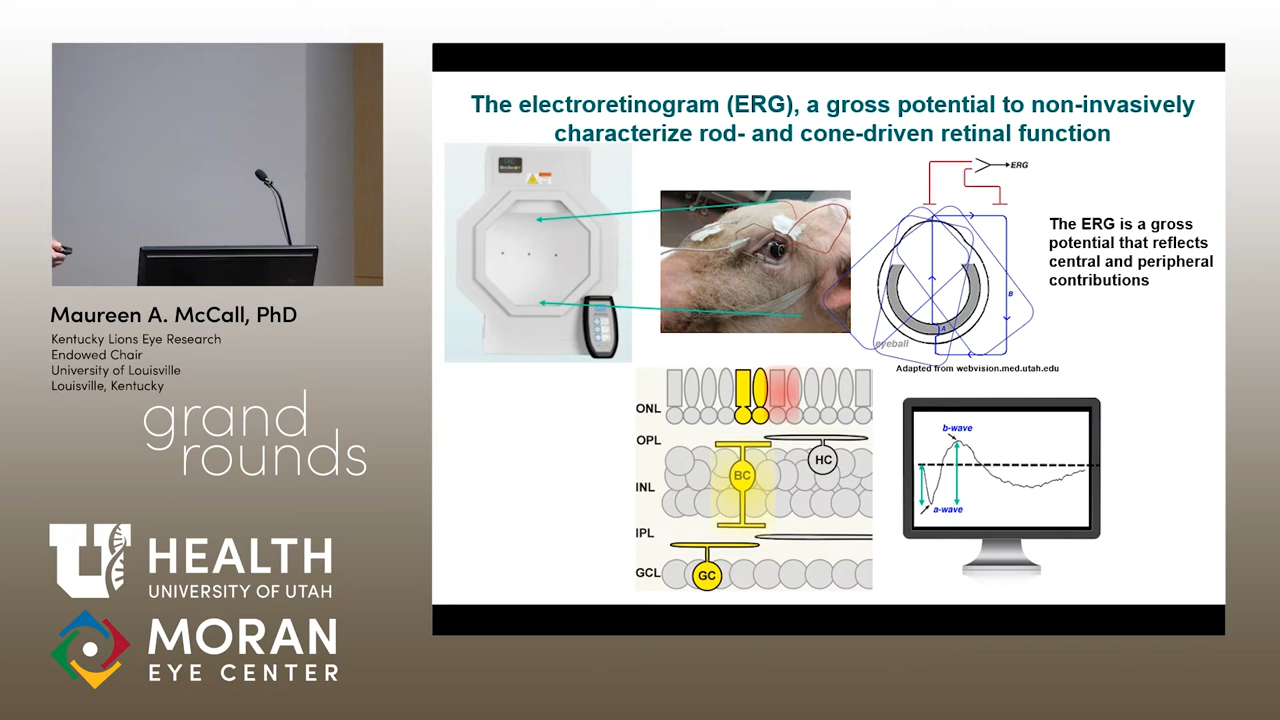 The electroretinogram (ERG), a gross potential to non-invasively
characterize rod- and cone-driven retinal function
ERG
The ERG is a gross
potential that reflects
central and peripheral
contributions
B
A
eyeball
Adapted from webvision.med.utah.edu
ONL
OPL
HC
BC
INL
IPL
GCL
GC
b-wave
a-wave
Maureen A. McCall, PhD
Kentucky Lions Eye Research
Endowed Chair
University of Louisville
Louisville, Kentucky
grand
rounds
U HEALTH
UNIVERSITY OF UTAH
MORAN
EYE CENTER